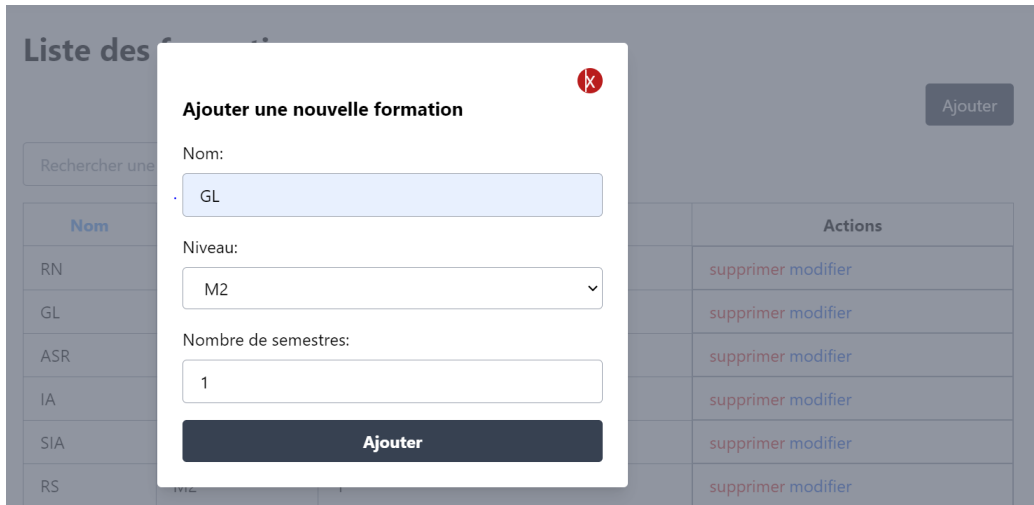 Liste des
X
Ajouter une nouvelle formation
Ajouter
Nom:
Rechercher une
GL
Nom
Actions
Niveau:
RN
supprimer modifier
M2
GL
supprimer modifier
Nombre de semestres:
ASR
supprimer modifier
1
IA
supprimer modifier
Ajouter
SIA
supprimer modifier
RS
M2
supprimer modifier